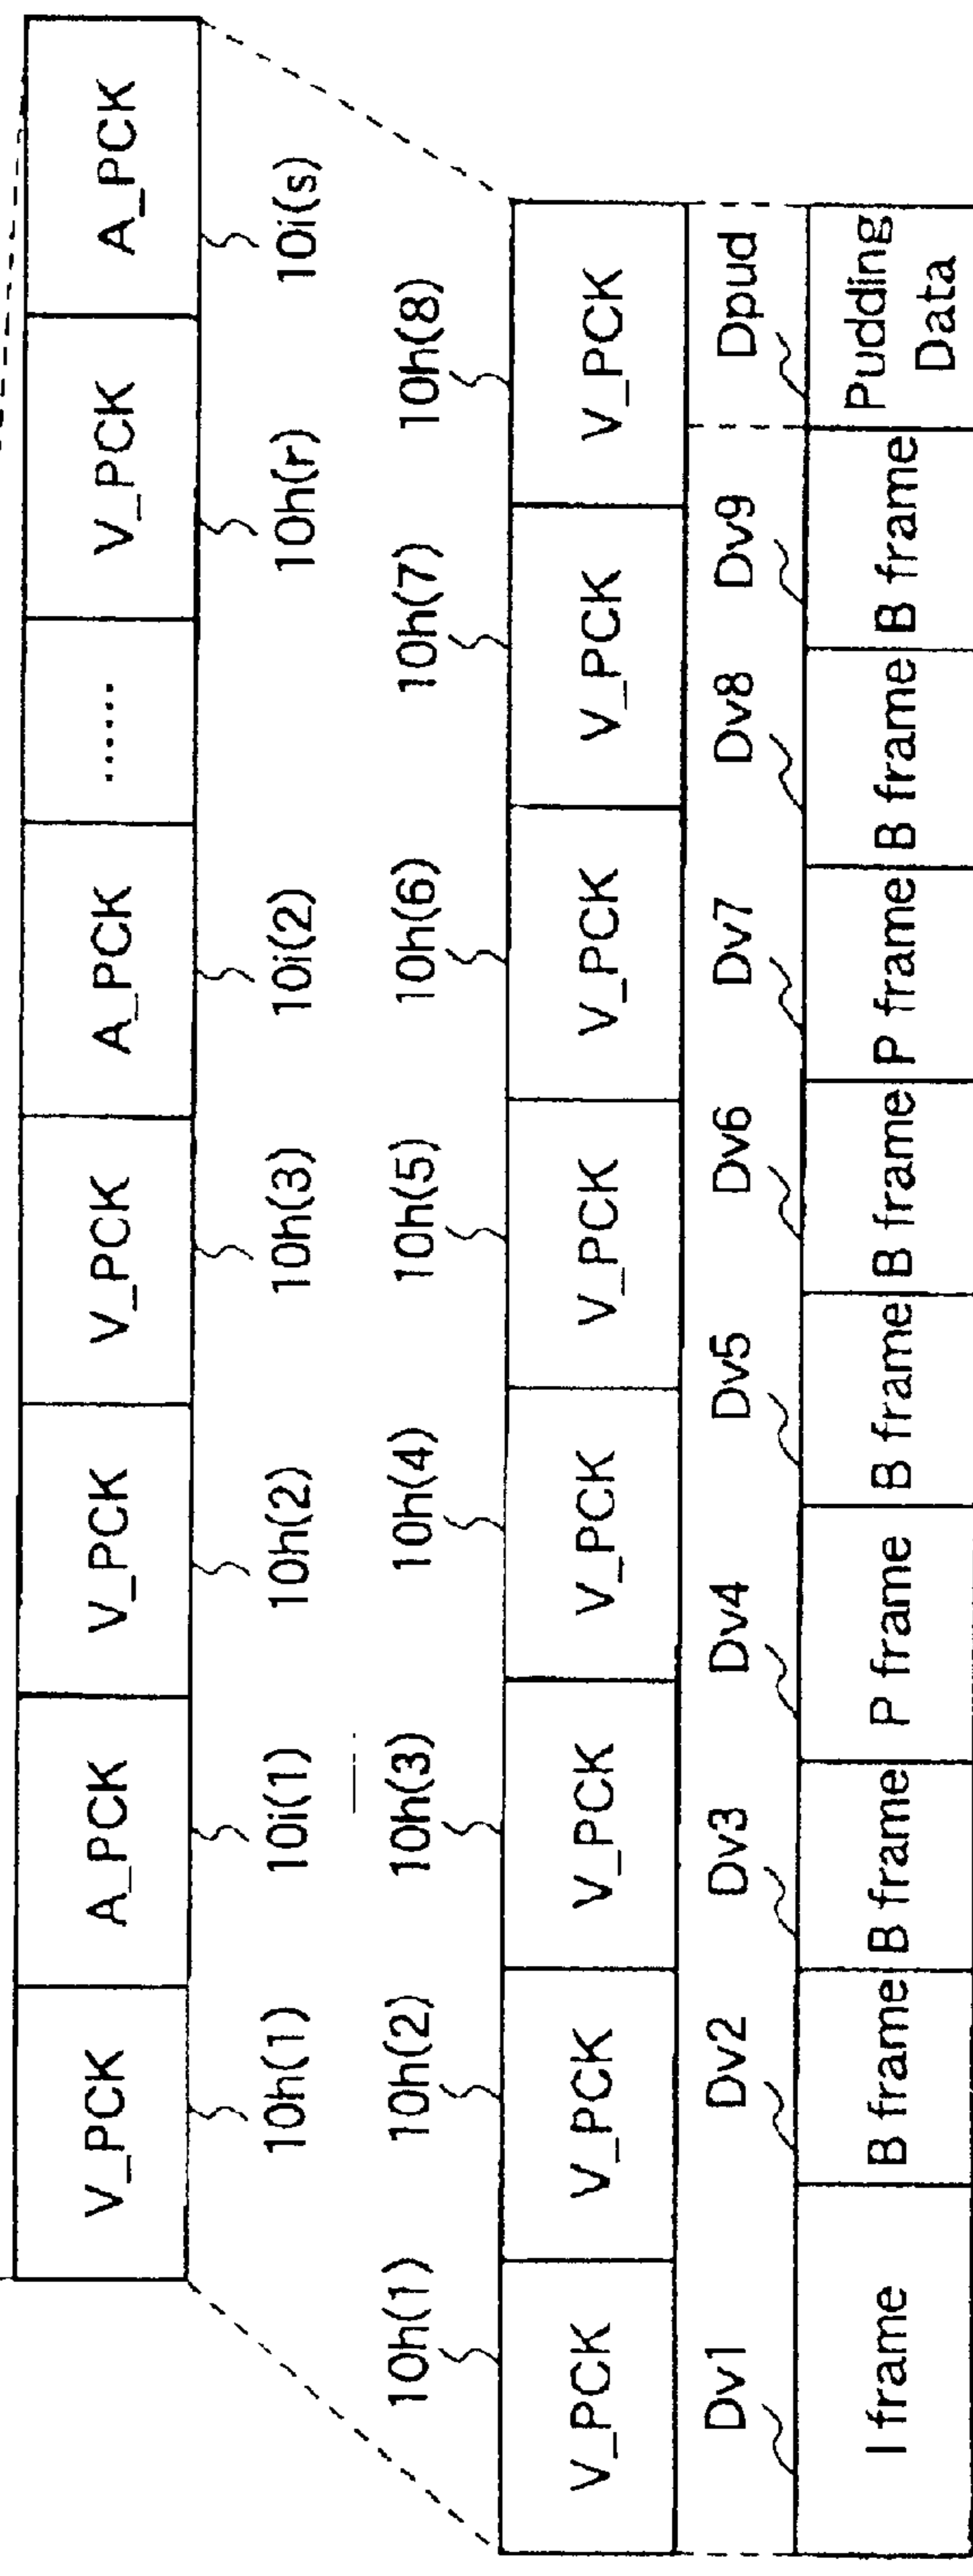 V_PCK A_PCK V_PCK V_PCK A_PCK ...... V_PCK A_PCK
10h(1) 10i(1) 10h(2) 10h(3) 10i(2) 10h(r) 10i(s)
10h(1) 10h(2) 10h(3) 10h(4) 10h(5) 10h(6) 10h(7) 10h(8)
V_PCK V_PCK V_PCK V_PCK V_PCK V_PCK V_PCK V_PCK
Dv1 Dv2 Dv3 Dv4 Dv5 Dv6 Dv7 Dv8 Dv9 Dpud
I frame B frame B frame P frame B frame B frame P frame B frame B frame Pudding
Data